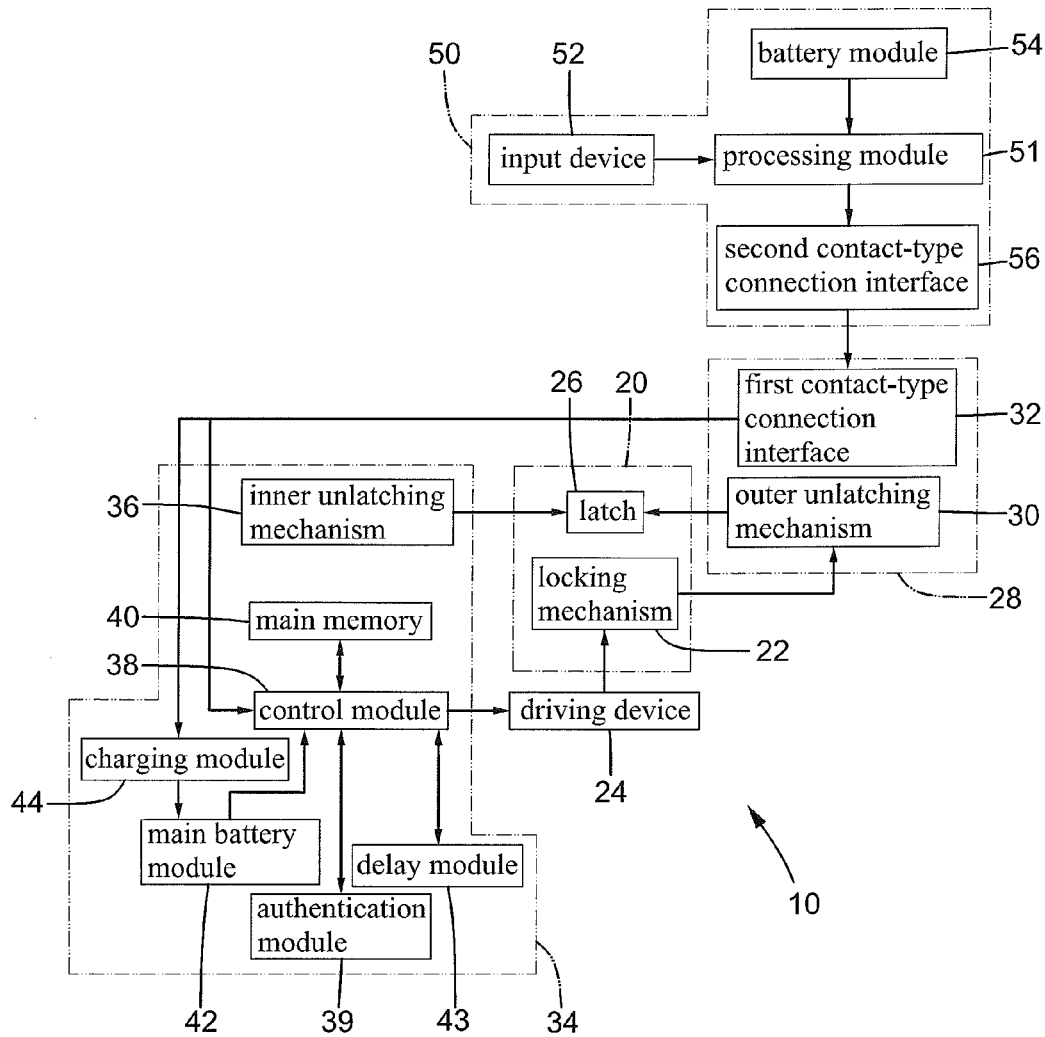 battery module
54
50
52
input device
processing module
51
second contact-type
connection interface
56
26
20
first contact-type
connection
interface
32
36
inner unlatching
mechanism
latch
outer unlatching
mechanism
30
locking
mechanism
28
40
main memory
22
38
control module
driving device
charging module
24
44
main battery
module
delay module
10
authentication
module
42
39
43
34